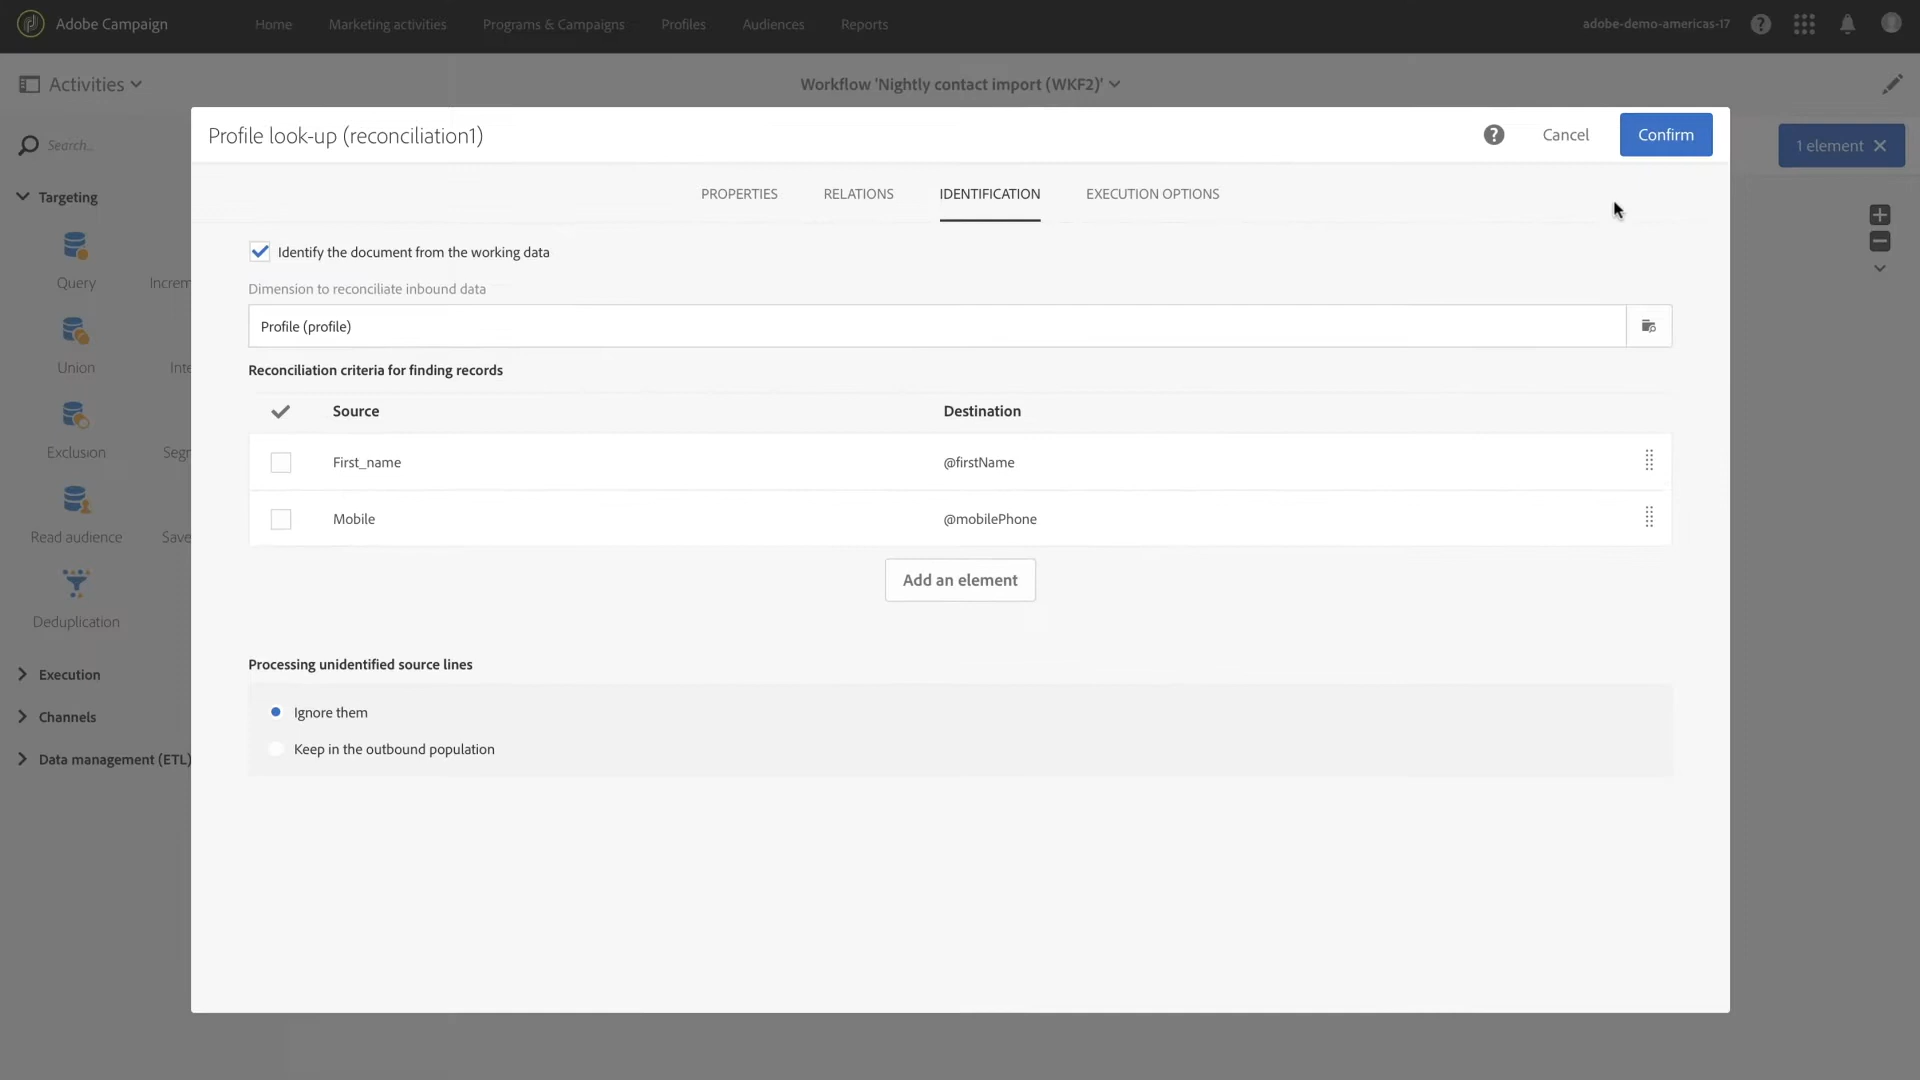 Adobe Campaign
Home
Marketing activities
Programs & Campaigns
Profiles
Audiences
Reports
adobe-demo-americas-17
Activities
Workflow 'Nightly contact import (WKF2)'
Profile look-up (reconciliation1)
Cancel
Confirm
Search...
1 element
PROPERTIES
RELATIONS
IDENTIFICATION
EXECUTION OPTIONS
Targeting
Identify the document from the working data
Query
Increm
Dimension to reconciliate inbound data
Profile (profile)
Union
Inte
Reconciliation criteria for finding records
Source
Destination
Exclusion
Segr
First_name
@firstName
Mobile
@mobilePhone
Read audience
Save
Add an element
Deduplication
Processing unidentified source lines
Execution
Ignore them
Channels
Keep in the outbound population
Data management (ETL)